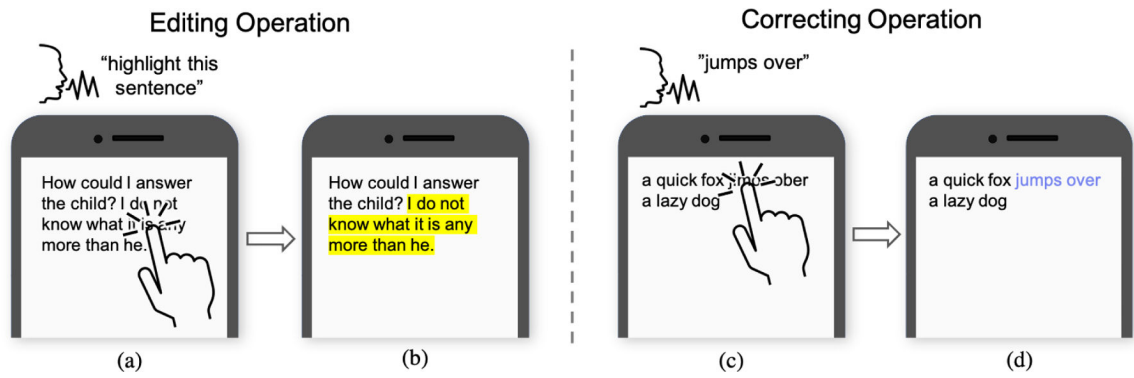 Editing Operation
"highlight this
sentence"
How could I answer
the child? I do not
know what it is any
more than he.
(a)
How could I answer
the child? I do not
know what it is any
more than he.
(b)
Correcting Operation
"jumps over"
a quick fox jimps ober
a lazy dog
(c)
a quick fox jumps over
a lazy dog
(d)